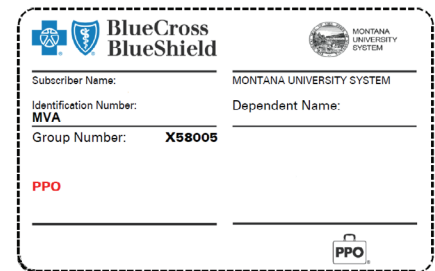 BlueCross
BlueShield
MONTANA
UNIVERSITY
SYSTEM
Subscriber Name:
MONTANA UNIVERSITY SYSTEM
Identification Number:
MVA
Dependent Name:
Group Number: X58005
PPO
PPO